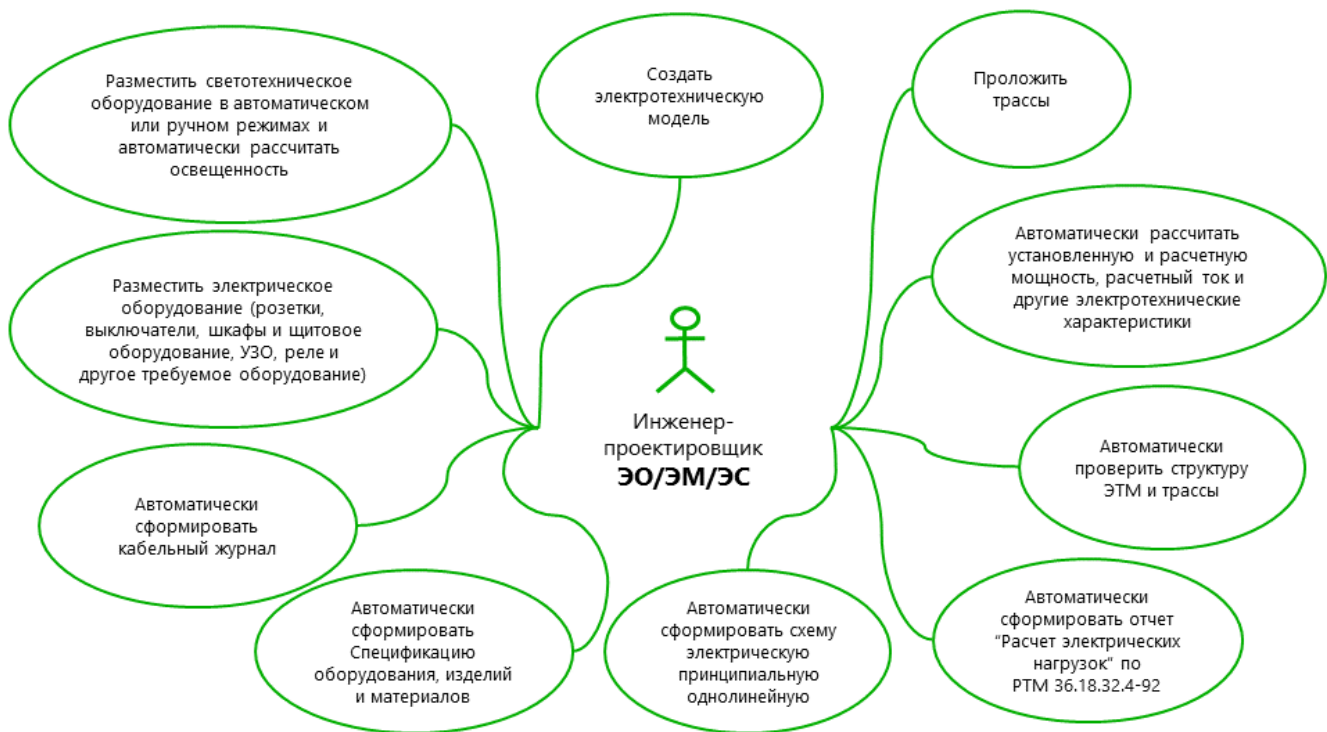 Разместить светотехническое
оборудование в автоматическом
или ручном режимах и
автоматически рассчитать
освещенность
Создать
электротехническую
модель
Проложить
трассы
Разместить электрическое
оборудование (розетки,
выключатели, шкафы и щитовое
оборудование, УЗО, реле и
другое требуемое оборудование)
Автоматически рассчитать
установленную и расчетную
мощность, расчетный ток и
другие электротехнические
характеристики
Инженер-
проектировщик
ЭО/ЭМ/ЭС
Автоматически
проверить структуру
ЭТМ и трассы
Автоматически
сформировать
кабельный журнал
Автоматически
сформировать
Спецификацию
оборудования, изделий
и материалов
Автоматически
сформировать схему
электрическую
принципиальную
однолинейную
Автоматически
сформировать отчет
"Расчет электрических
нагрузок" по
РТМ 36.18.32.4-92